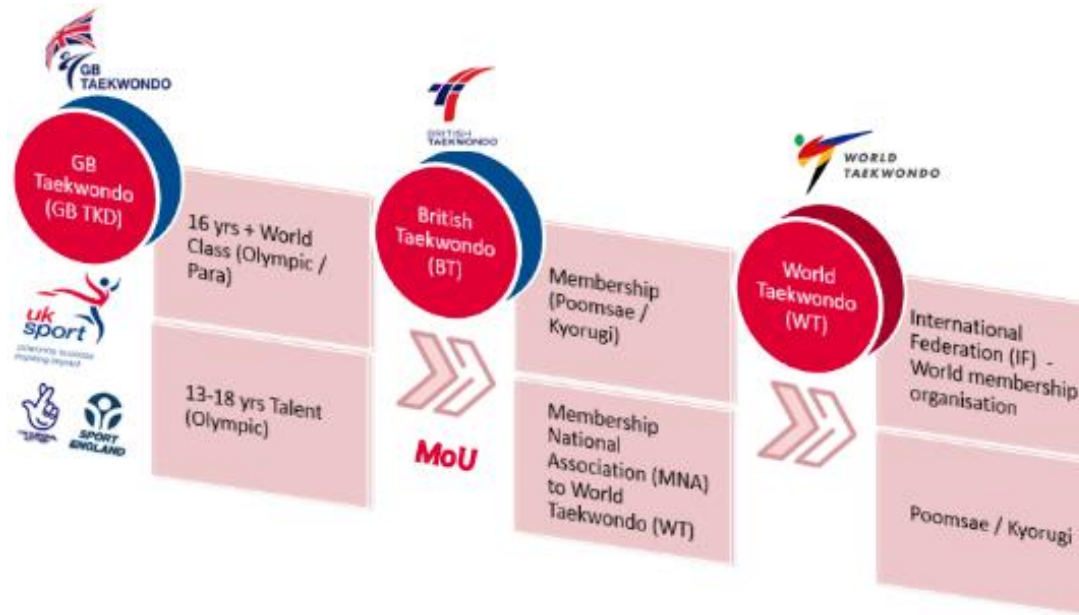 GB
TAEKWONDO
GB
Taekwondo
(GB TKD)
16 yrs + World
Class (Olympic /
Para)
uk
sport
13-18 yrs Talent
(Olympic)
SPORT
ENGLAND
BRITISH
TAEKWONDO
British
Taekwondo
(BT)
Membership
(Poomsae /
Kyorugi)
MoU
Membership
National
Association (MNA)
to World
Taekwondo (WT)
WORLD
TAEKWONDO
World
Taekwondo
(WT)
International
Federation (IF) -
World membership
organisation
Poomsae / Kyorugi